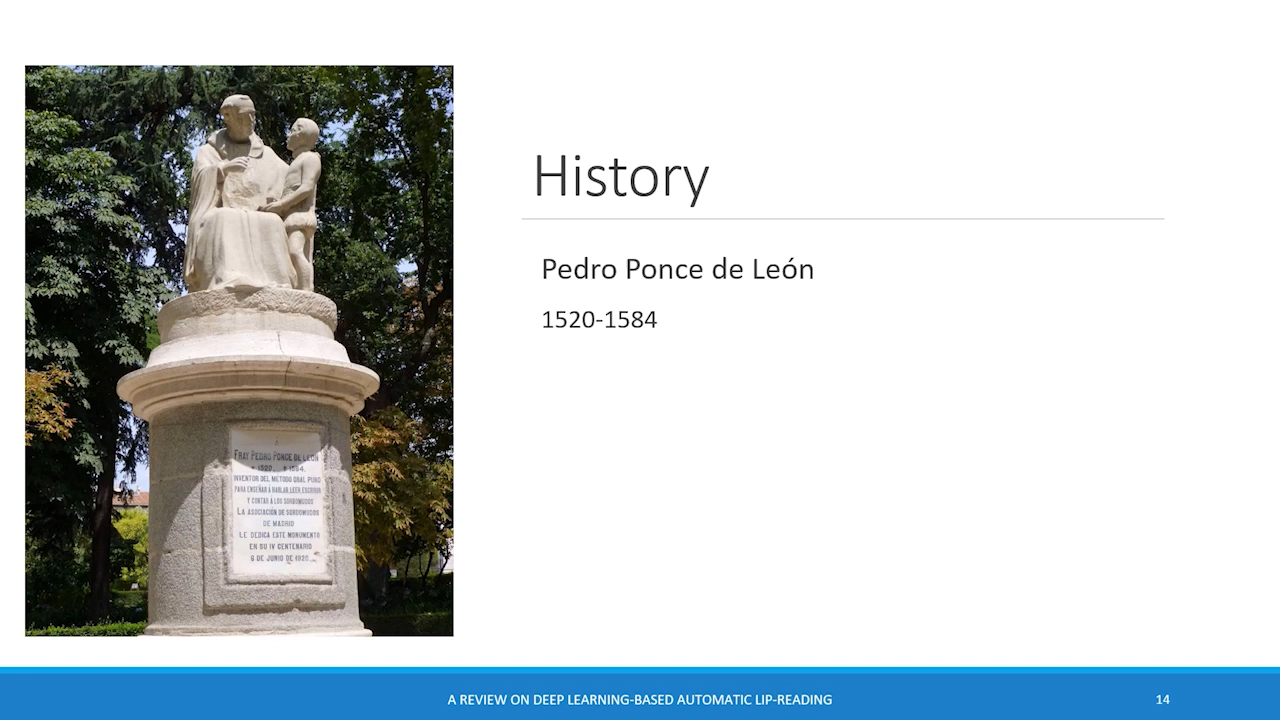 History
Pedro Ponce de León
1520-1584
FRAY PEDRO PONCE DE LEÓN
1520 1584
INVENTOR DEL METODO ORAL PURO
PARA ENSEÑAR Á HABLAR, LEER, ESCRIBIR
Y CONTAR Á LOS SORDOMUDOS
LA ASOCIACIÓN DE SORDOMUDOS
DE MADRID
LE DEDICA ESTE MONUMENTO
EN SU IV CENTENARIO
6 DE JUNIO DE 1920
A REVIEW ON DEEP LEARNING-BASED AUTOMATIC LIP-READING
14